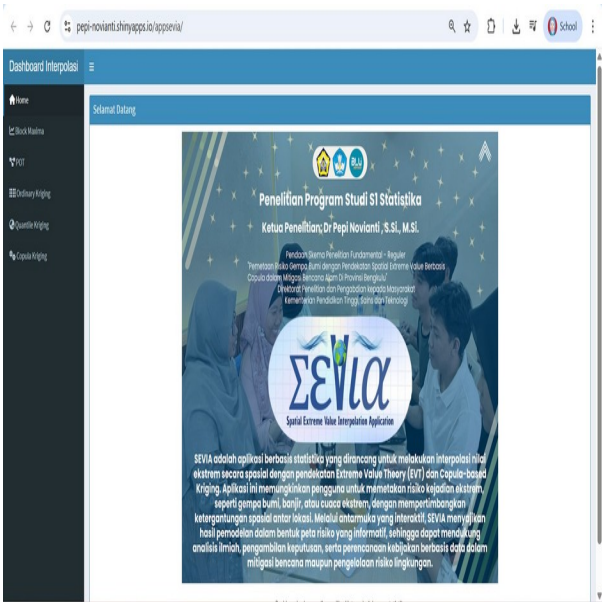 pepi-novianti.shinyapps.io/appsevia/
School
Dashboard Interpolasi
Home
Selamat Datang
Block Maxima
POT
Ordinary Kriging
Quantile Kriging
Copula Kriging
BLU
Penelitian Program Studi S1 Statistika
Ketua Penelitian; Dr Pepi Novianti , S.Si., M.Si.
Pendaan Skema Penelitian Fundamental - Reguler
"Pemetaan Risiko Gempa Bumi dengan Pendekatan Spatial Extreme Value Berbasis
Copula dalam Mitigasi Bencana Alam Di Provinsi Bengkulu"
Direktorat Penelitian dan Pengabdian kepada Masyarakat
Kementerian Pendidikan Tinggi, Sains dan Teknologi
ΣEVια
Spatial Extreme Value Interpolation Application
SEVIA adalah aplikasi berbasis statistika yang dirancang untuk melakukan interpolasi nilai
ekstrem secara spasial dengan pendekatan Extreme Value Theory (EVT) dan Copula-based
Kriging. Aplikasi ini memungkinkan pengguna untuk memetakan risiko kejadian ekstrem,
seperti gempa bumi, banjir, atau cuaca ekstrem, dengan mempertimbangkan
ketergantungan spasial antar lokasi. Melalui antarmuka yang interaktif, SEVIA menyajikan
hasil pemodelan dalam bentuk peta risiko yang informatif, sehingga dapat mendukung
analisis ilmiah, pengambilan keputusan, serta perencanaan kebijakan berbasis data dalam
mitigasi bencana maupun pengelolaan risiko lingkungan.